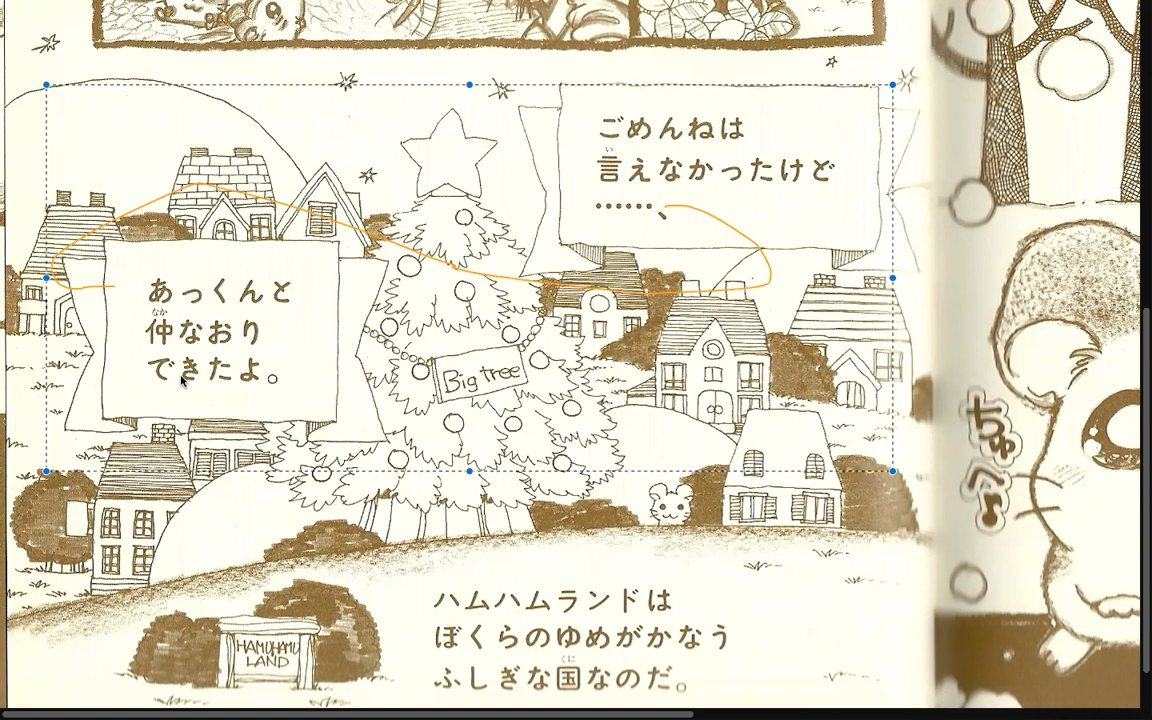 ごめんねは
言えなかったけど
……、
あっくんと
仲なおり
できたよ。
Big tree
HAMUHAMU
LAND
ハムハムランドは
ぼくらのゆめがかなう
ふしぎな国なのだ。
ちゅへっ